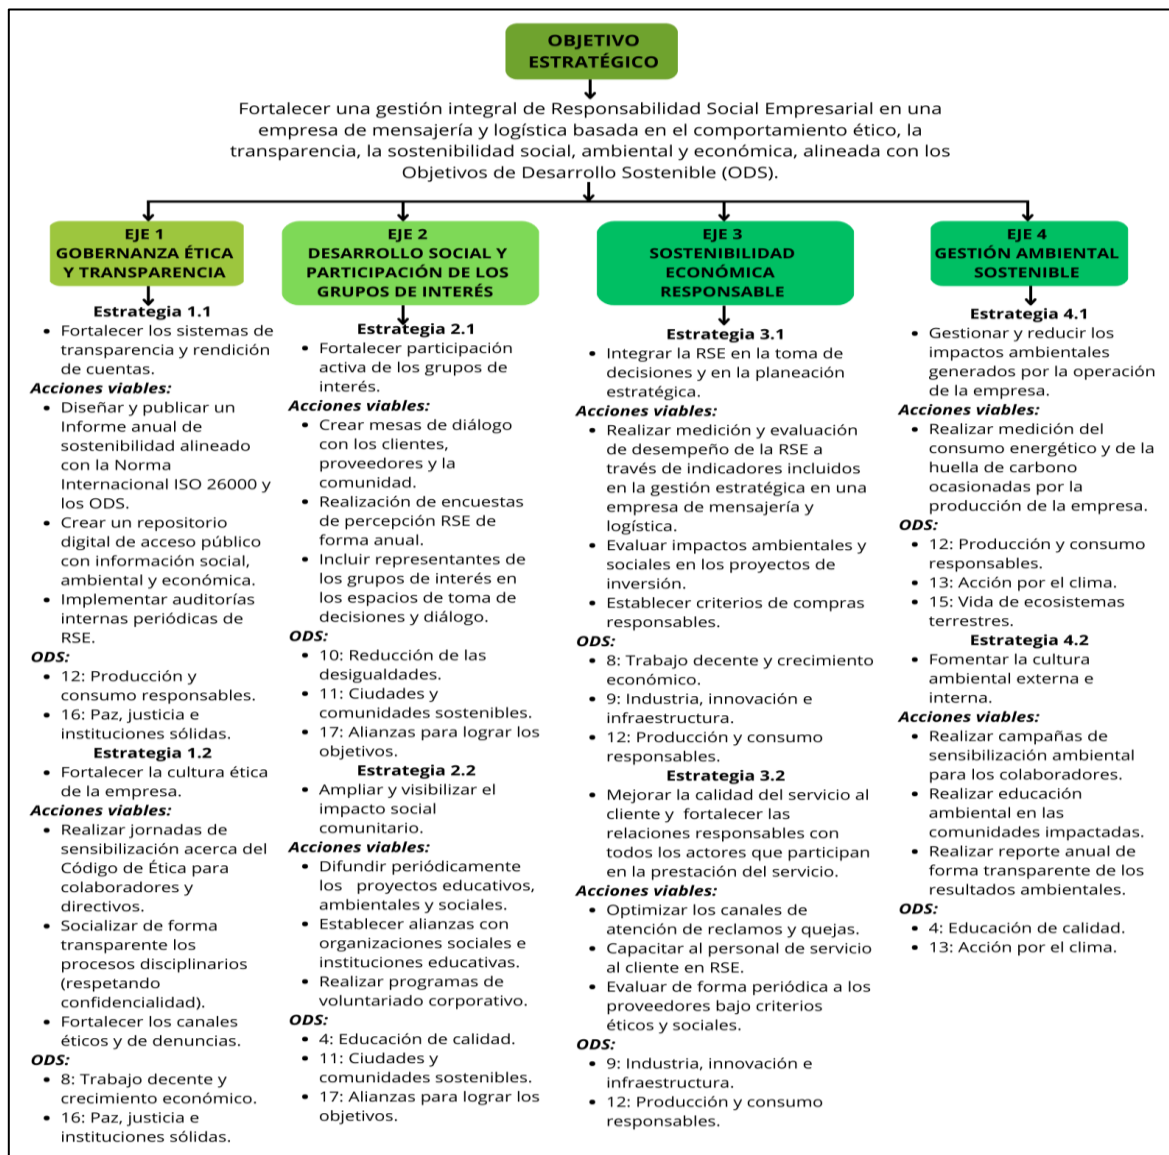 OBJETIVO
ESTRATÉGICO
Fortalecer una gestión integral de Responsabilidad Social Empresarial en una
empresa de mensajería y logística basada en el comportamiento ético, la
transparencia, la sostenibilidad social, ambiental y económica, alineada con los
Objetivos de Desarrollo Sostenible (ODS).
EJE 1
GOBERNANZA ÉTICA
Y TRANSPARENCIA
Estrategia 1.1
• Fortalecer los sistemas de
transparencia y rendición
de cuentas.
Acciones viables:
• Diseñar y publicar un
Informe anual de
sostenibilidad alineado
con la Norma
Internacional ISO 26000 y
los ODS.
• Crear un repositorio
digital de acceso público
con información social,
ambiental y económica.
• Implementar auditorías
internas periódicas de
RSE.
ODS:
• 12: Producción y
consumo responsables.
• 16: Paz, justicia e
instituciones sólidas.
Estrategia 1.2
• Fortalecer la cultura ética
de la empresa.
Acciones viables:
• Realizar jornadas de
sensibilización acerca del
Código de Ética para
colaboradores y
directivos.
• Socializar de forma
transparente los
procesos disciplinarios
(respetando
confidencialidad).
• Fortalecer los canales
éticos y de denuncias.
ODS:
• 8: Trabajo decente y
crecimiento económico.
• 16: Paz, justicia e
instituciones sólidas.
EJE 2
DESARROLLO SOCIAL Y
PARTICIPACIÓN DE LOS
GRUPOS DE INTERÉS
Estrategia 2.1
• Fortalecer participación
activa de los grupos de
interés.
Acciones viables:
• Crear mesas de diálogo
con los clientes,
proveedores y la
comunidad.
• Realización de encuestas
de percepción RSE de
forma anual.
• Incluir representantes de
los grupos de interés en
los espacios de toma de
decisiones y diálogo.
ODS:
• 10: Reducción de las
desigualdades.
• 11: Ciudades y
comunidades sostenibles.
• 17: Alianzas para lograr los
objetivos.
Estrategia 2.2
• Ampliar y visibilizar el
impacto social
comunitario.
Acciones viables:
• Difundir periódicamente
los proyectos educativos,
ambientales y sociales.
• Establecer alianzas con
organizaciones sociales e
instituciones educativas.
• Realizar programas de
voluntariado corporativo.
ODS:
• 4: Educación de calidad.
• 11: Ciudades y
comunidades sostenibles.
• 17: Alianzas para lograr los
objetivos.
EJE 3
SOSTENIBILIDAD
ECONÓMICA
RESPONSABLE
Estrategia 3.1
• Integrar la RSE en la toma de
decisiones y en la planeación
estratégica.
Acciones viables:
• Realizar medición y evaluación
de desempeño de la RSE a
través de indicadores incluidos
en la gestión estratégica en una
empresa de mensajería y
logística.
• Evaluar impactos ambientales y
sociales en los proyectos de
inversión.
• Establecer criterios de compras
responsables.
ODS:
• 8: Trabajo decente y crecimiento
económico.
• 9: Industria, innovación e
infraestructura.
• 12: Producción y consumo
responsables.
Estrategia 3.2
• Mejorar la calidad del servicio al
cliente y fortalecer las
relaciones responsables con
todos los actores que participan
en la prestación del servicio.
Acciones viables:
• Optimizar los canales de
atención de reclamos y quejas.
• Capacitar al personal de servicio
al cliente en RSE.
• Evaluar de forma periódica a los
proveedores bajo criterios
éticos y sociales.
ODS:
• 9: Industria, innovación e
infraestructura.
• 12: Producción y consumo
responsables.
EJE 4
GESTIÓN AMBIENTAL
SOSTENIBLE
Estrategia 4.1
• Gestionar y reducir los
impactos ambientales
generados por la operación
de la empresa.
Acciones viables:
• Realizar medición del
consumo energético y de la
huella de carbono
ocasionadas por la
producción de la empresa.
ODS:
• 12: Producción y consumo
responsables.
• 13: Acción por el clima.
• 15: Vida de ecosistemas
terrestres.
Estrategia 4.2
• Fomentar la cultura
ambiental externa e
interna.
Acciones viables:
• Realizar campañas de
sensibilización ambiental
para los colaboradores.
• Realizar educación
ambiental en las
comunidades impactadas.
• Realizar reporte anual de
forma transparente de los
resultados ambientales.
ODS:
• 4: Educación de calidad.
• 13: Acción por el clima.